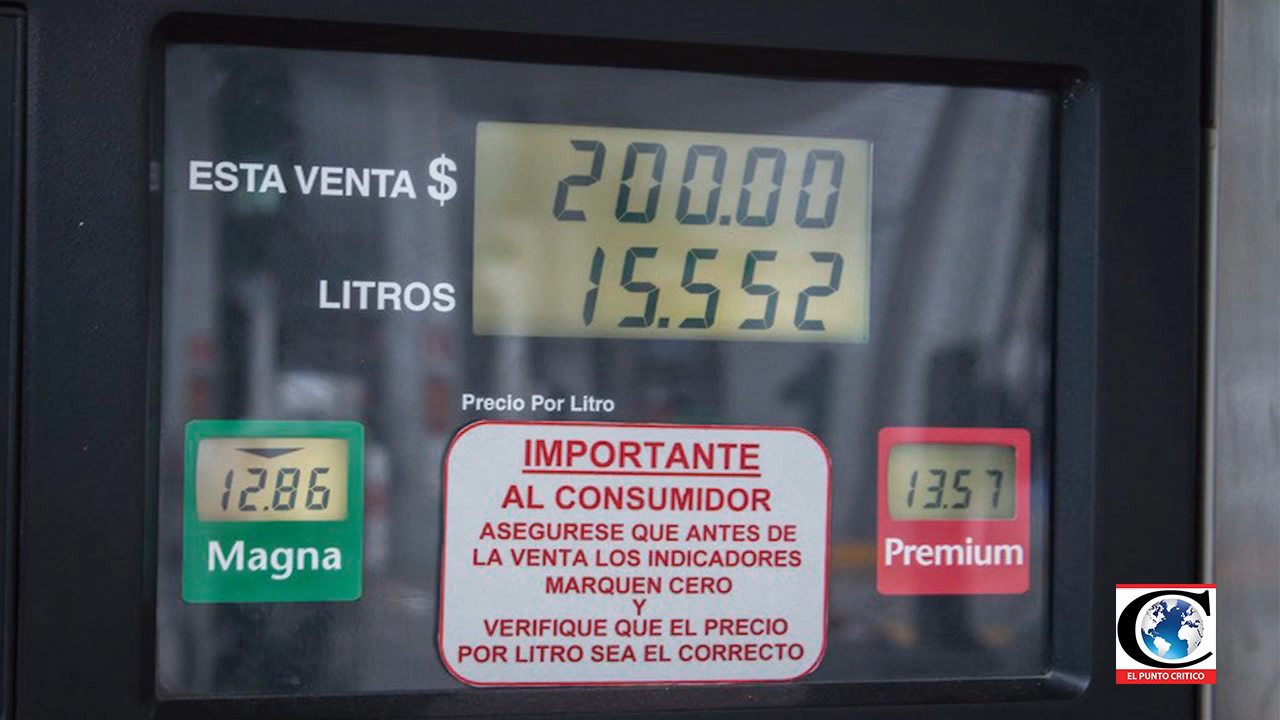 ESTA VENTA $ 200.00
LITROS 15.552
Precio Por Litro
12.86
Magna
IMPORTANTE
AL CONSUMIDOR
ASEGURESE QUE ANTES DE
LA VENTA LOS INDICADORES
MARQUEN CERO
Y
VERIFIQUE QUE EL PRECIO
POR LITRO SEA EL CORRECTO
13.57
Premium
C
EL PUNTO CRITICO